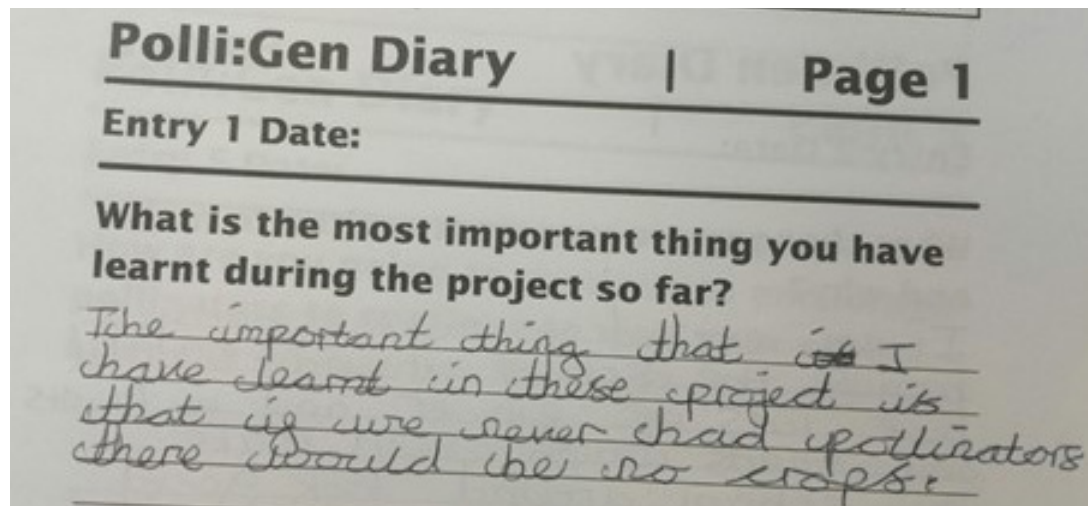 Polli:Gen Diary | Page 1
Entry 1 Date:
What is the most important thing you have
learnt during the project so far?
The important thing that I
have learnt in these project is
that if we never had pollinators
there would be no crops.